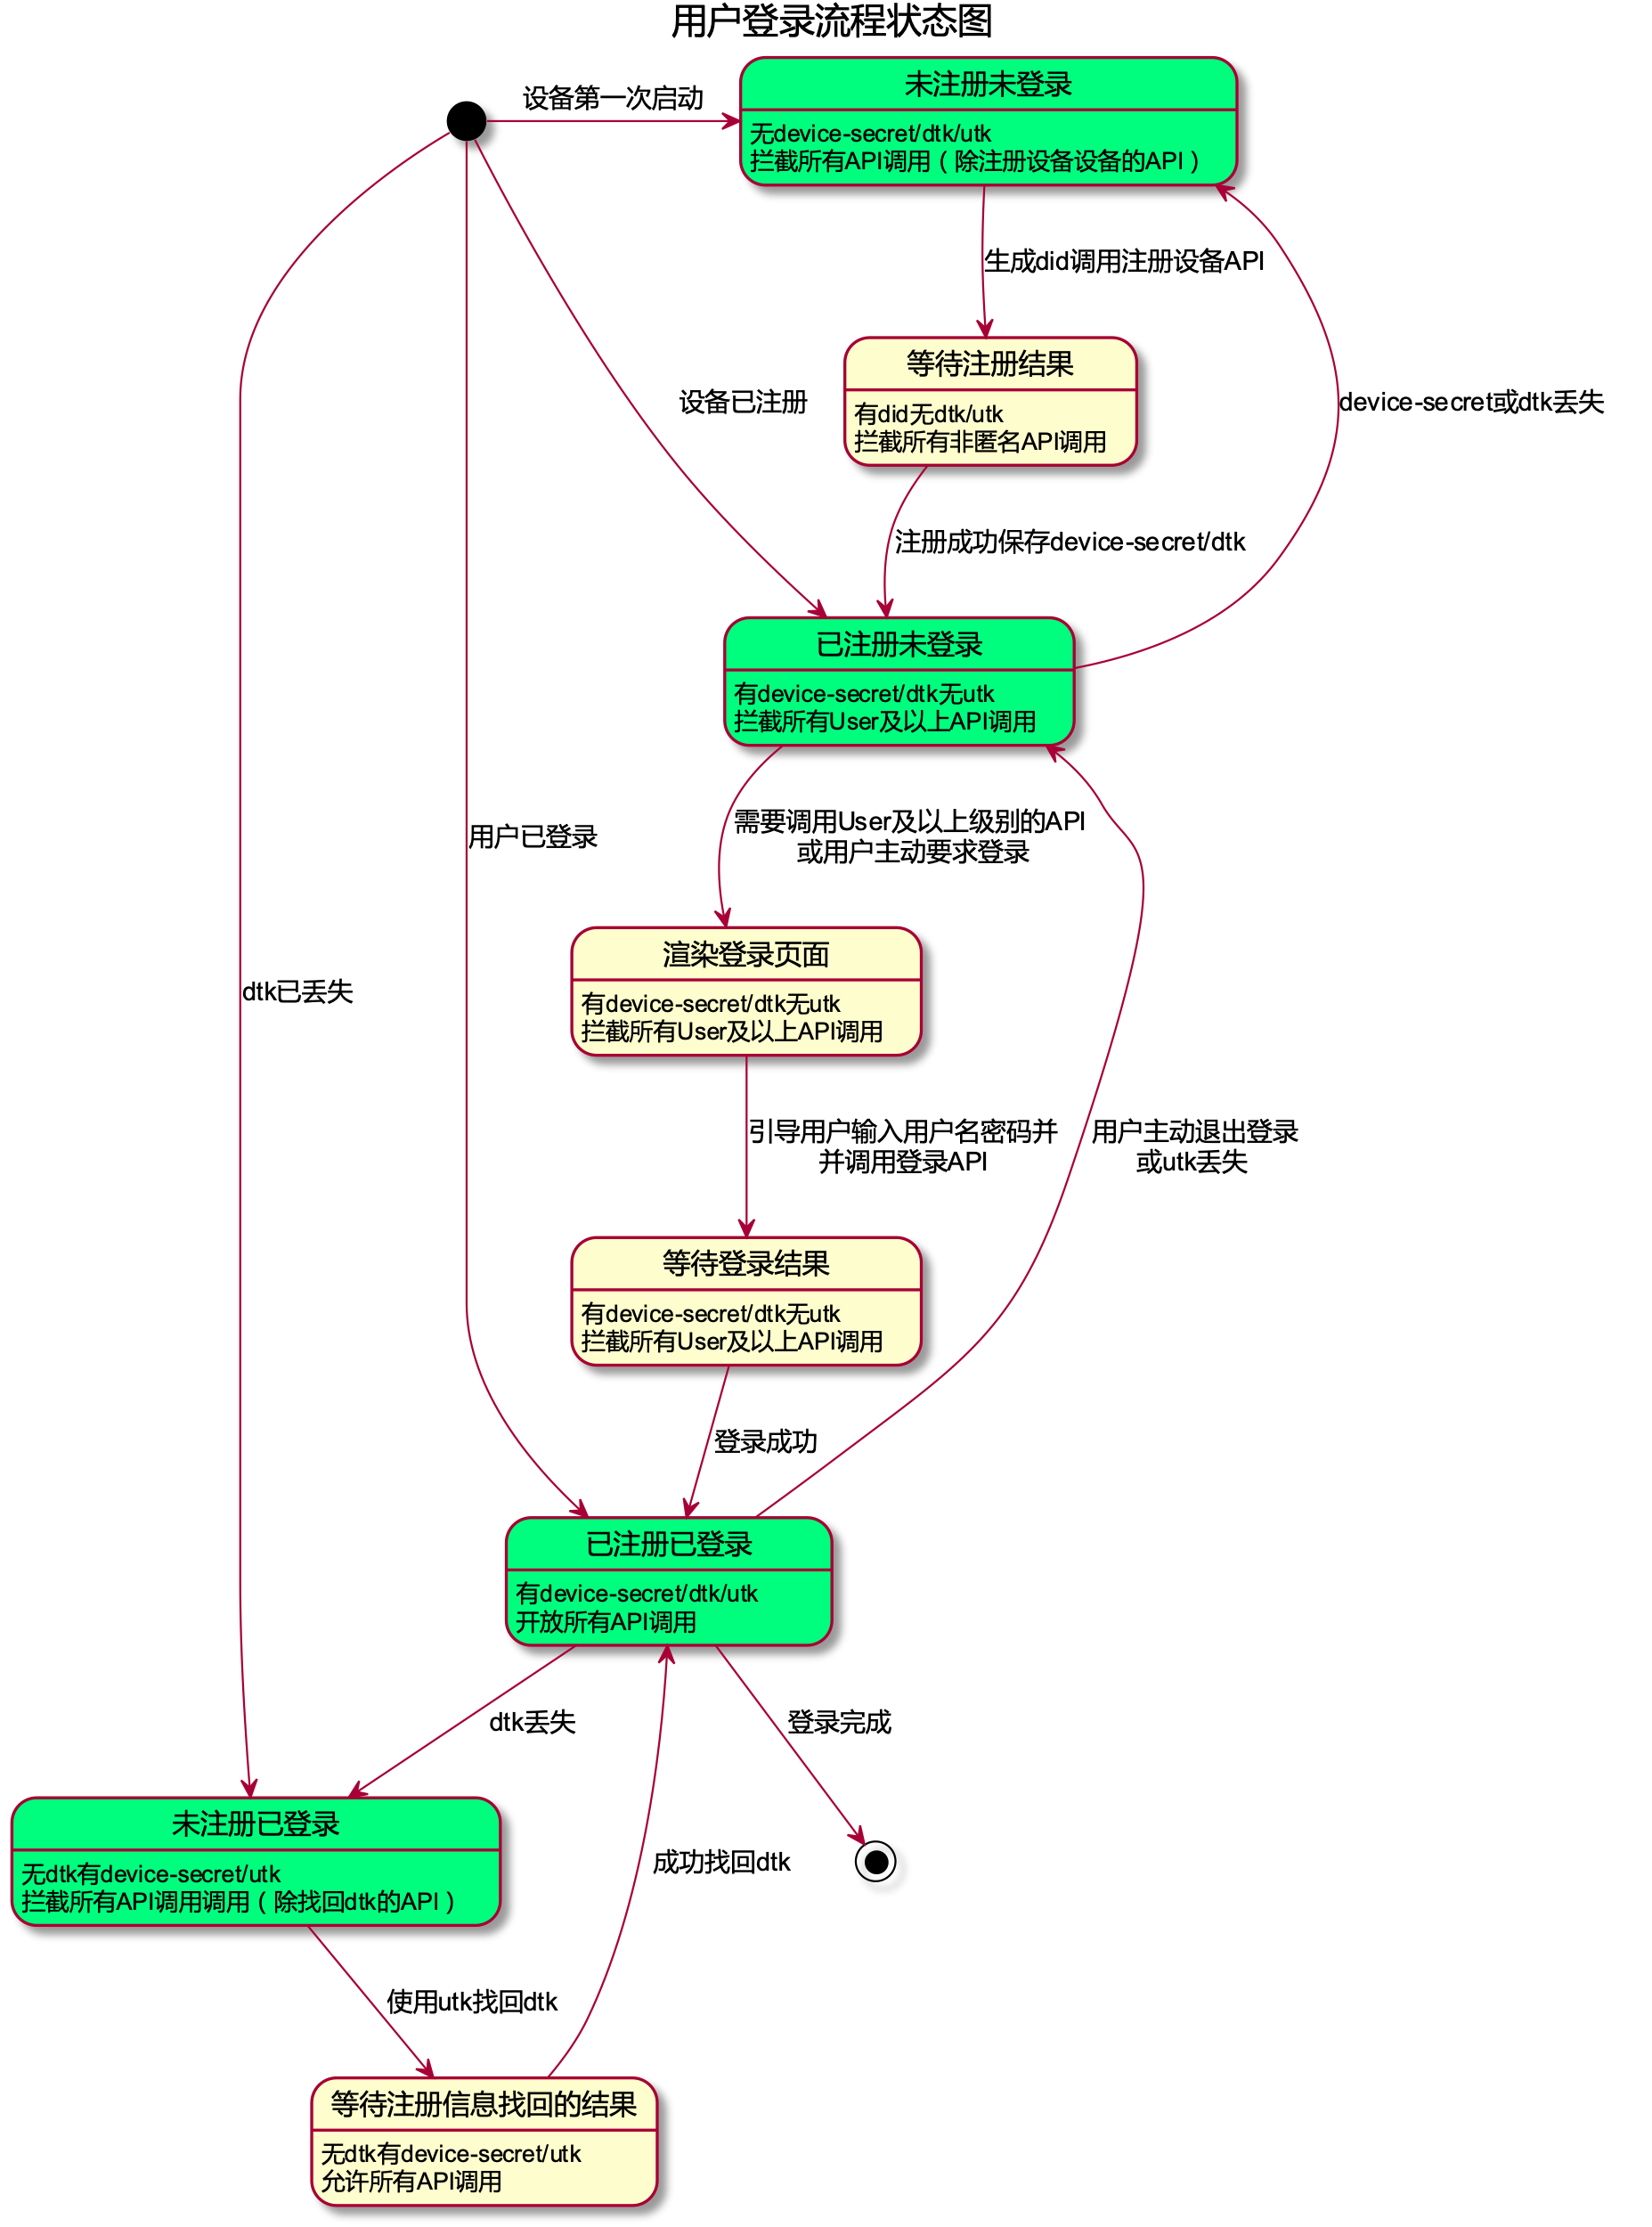 用户登录流程状态图
设备第一次启动
未注册未登录
无device-secret/dtk/utk
拦截所有API调用（除注册设备设备的API）
生成did调用注册设备API
等待注册结果
有did无dtk/utk
拦截所有非匿名API调用
设备已注册
device-secret或dtk丢失
注册成功保存device-secret/dtk
已注册未登录
有device-secret/dtk无utk
拦截所有User及以上API调用
用户已登录
需要调用User及以上级别的API
或用户主动要求登录
dtk已丢失
渲染登录页面
有device-secret/dtk无utk
拦截所有User及以上API调用
引导用户输入用户名密码并
并调用登录API
用户主动退出登录
或utk丢失
等待登录结果
有device-secret/dtk无utk
拦截所有User及以上API调用
登录成功
已注册已登录
有device-secret/dtk/utk
开放所有API调用
dtk丢失
登录完成
未注册已登录
无dtk有device-secret/utk
拦截所有API调用调用（除找回dtk的API）
成功找回dtk
使用utk找回dtk
等待注册信息找回的结果
无dtk有device-secret/utk
允许所有API调用